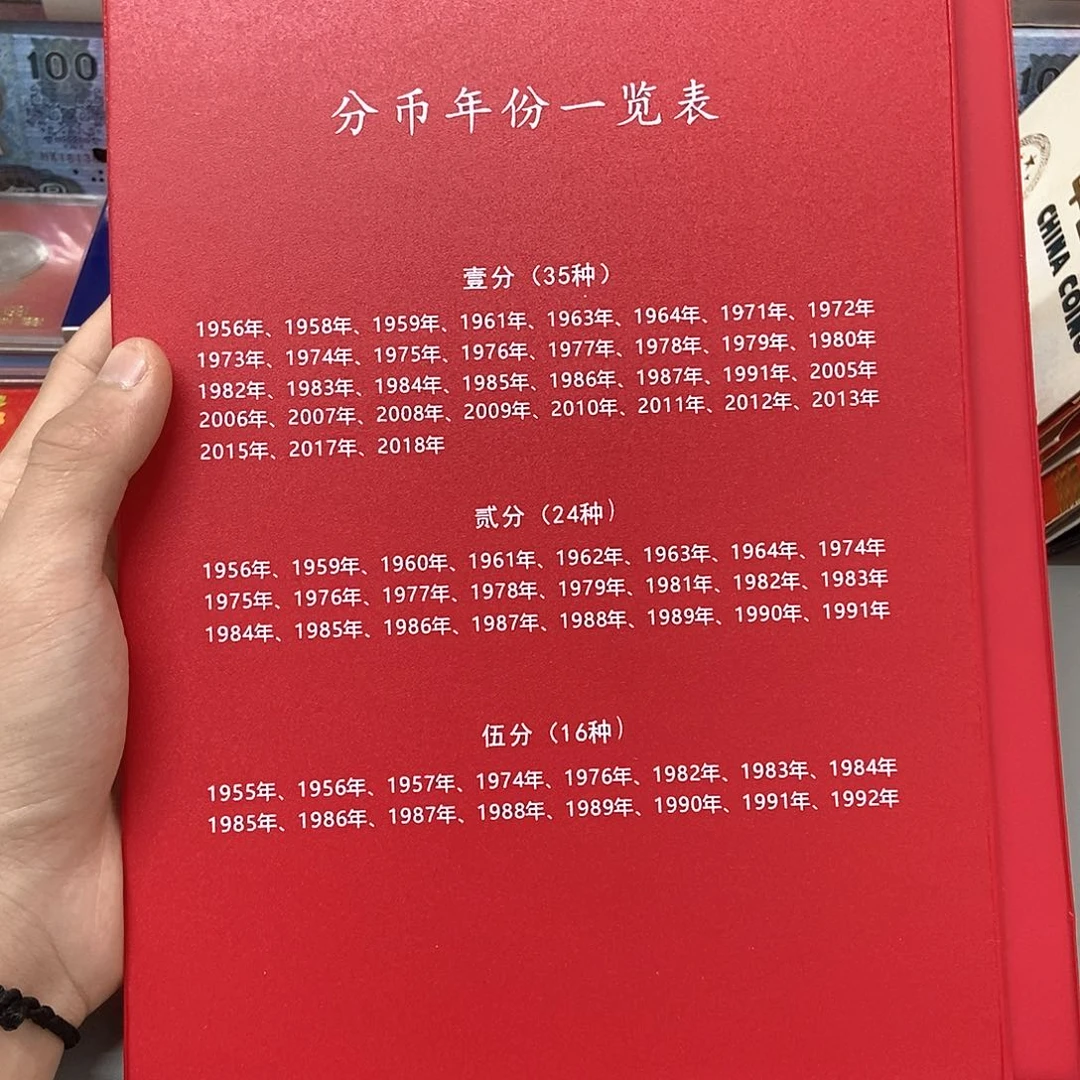 分币年份一览表
壹分（35种）
1956年、1958年、1959年、1961年、1963年、1964年、1971年、1972年
1973年、1974年、1975年、1976年、1977年、1978年、1979年、1980年
1982年、1983年、1984年、1985年、1986年、1987年、1991年、2005年
2006年、2007年、2008年、2009年、2010年、2011年、2012年、2013年
2015年、2017年、2018年
贰分（24种）
1956年、1959年、1960年、1961年、1962年、1963年、1964年、1974年
1975年、1976年、1977年、1978年、1979年、1981年、1982年、1983年
1984年、1985年、1986年、1987年、1988年、1989年、1990年、1991年
伍分（16种）
1955年、1956年、1957年、1974年、1976年、1982年、1983年、1984年
1985年、1986年、1987年、1988年、1989年、1990年、1991年、1992年
100
CHINA COINS